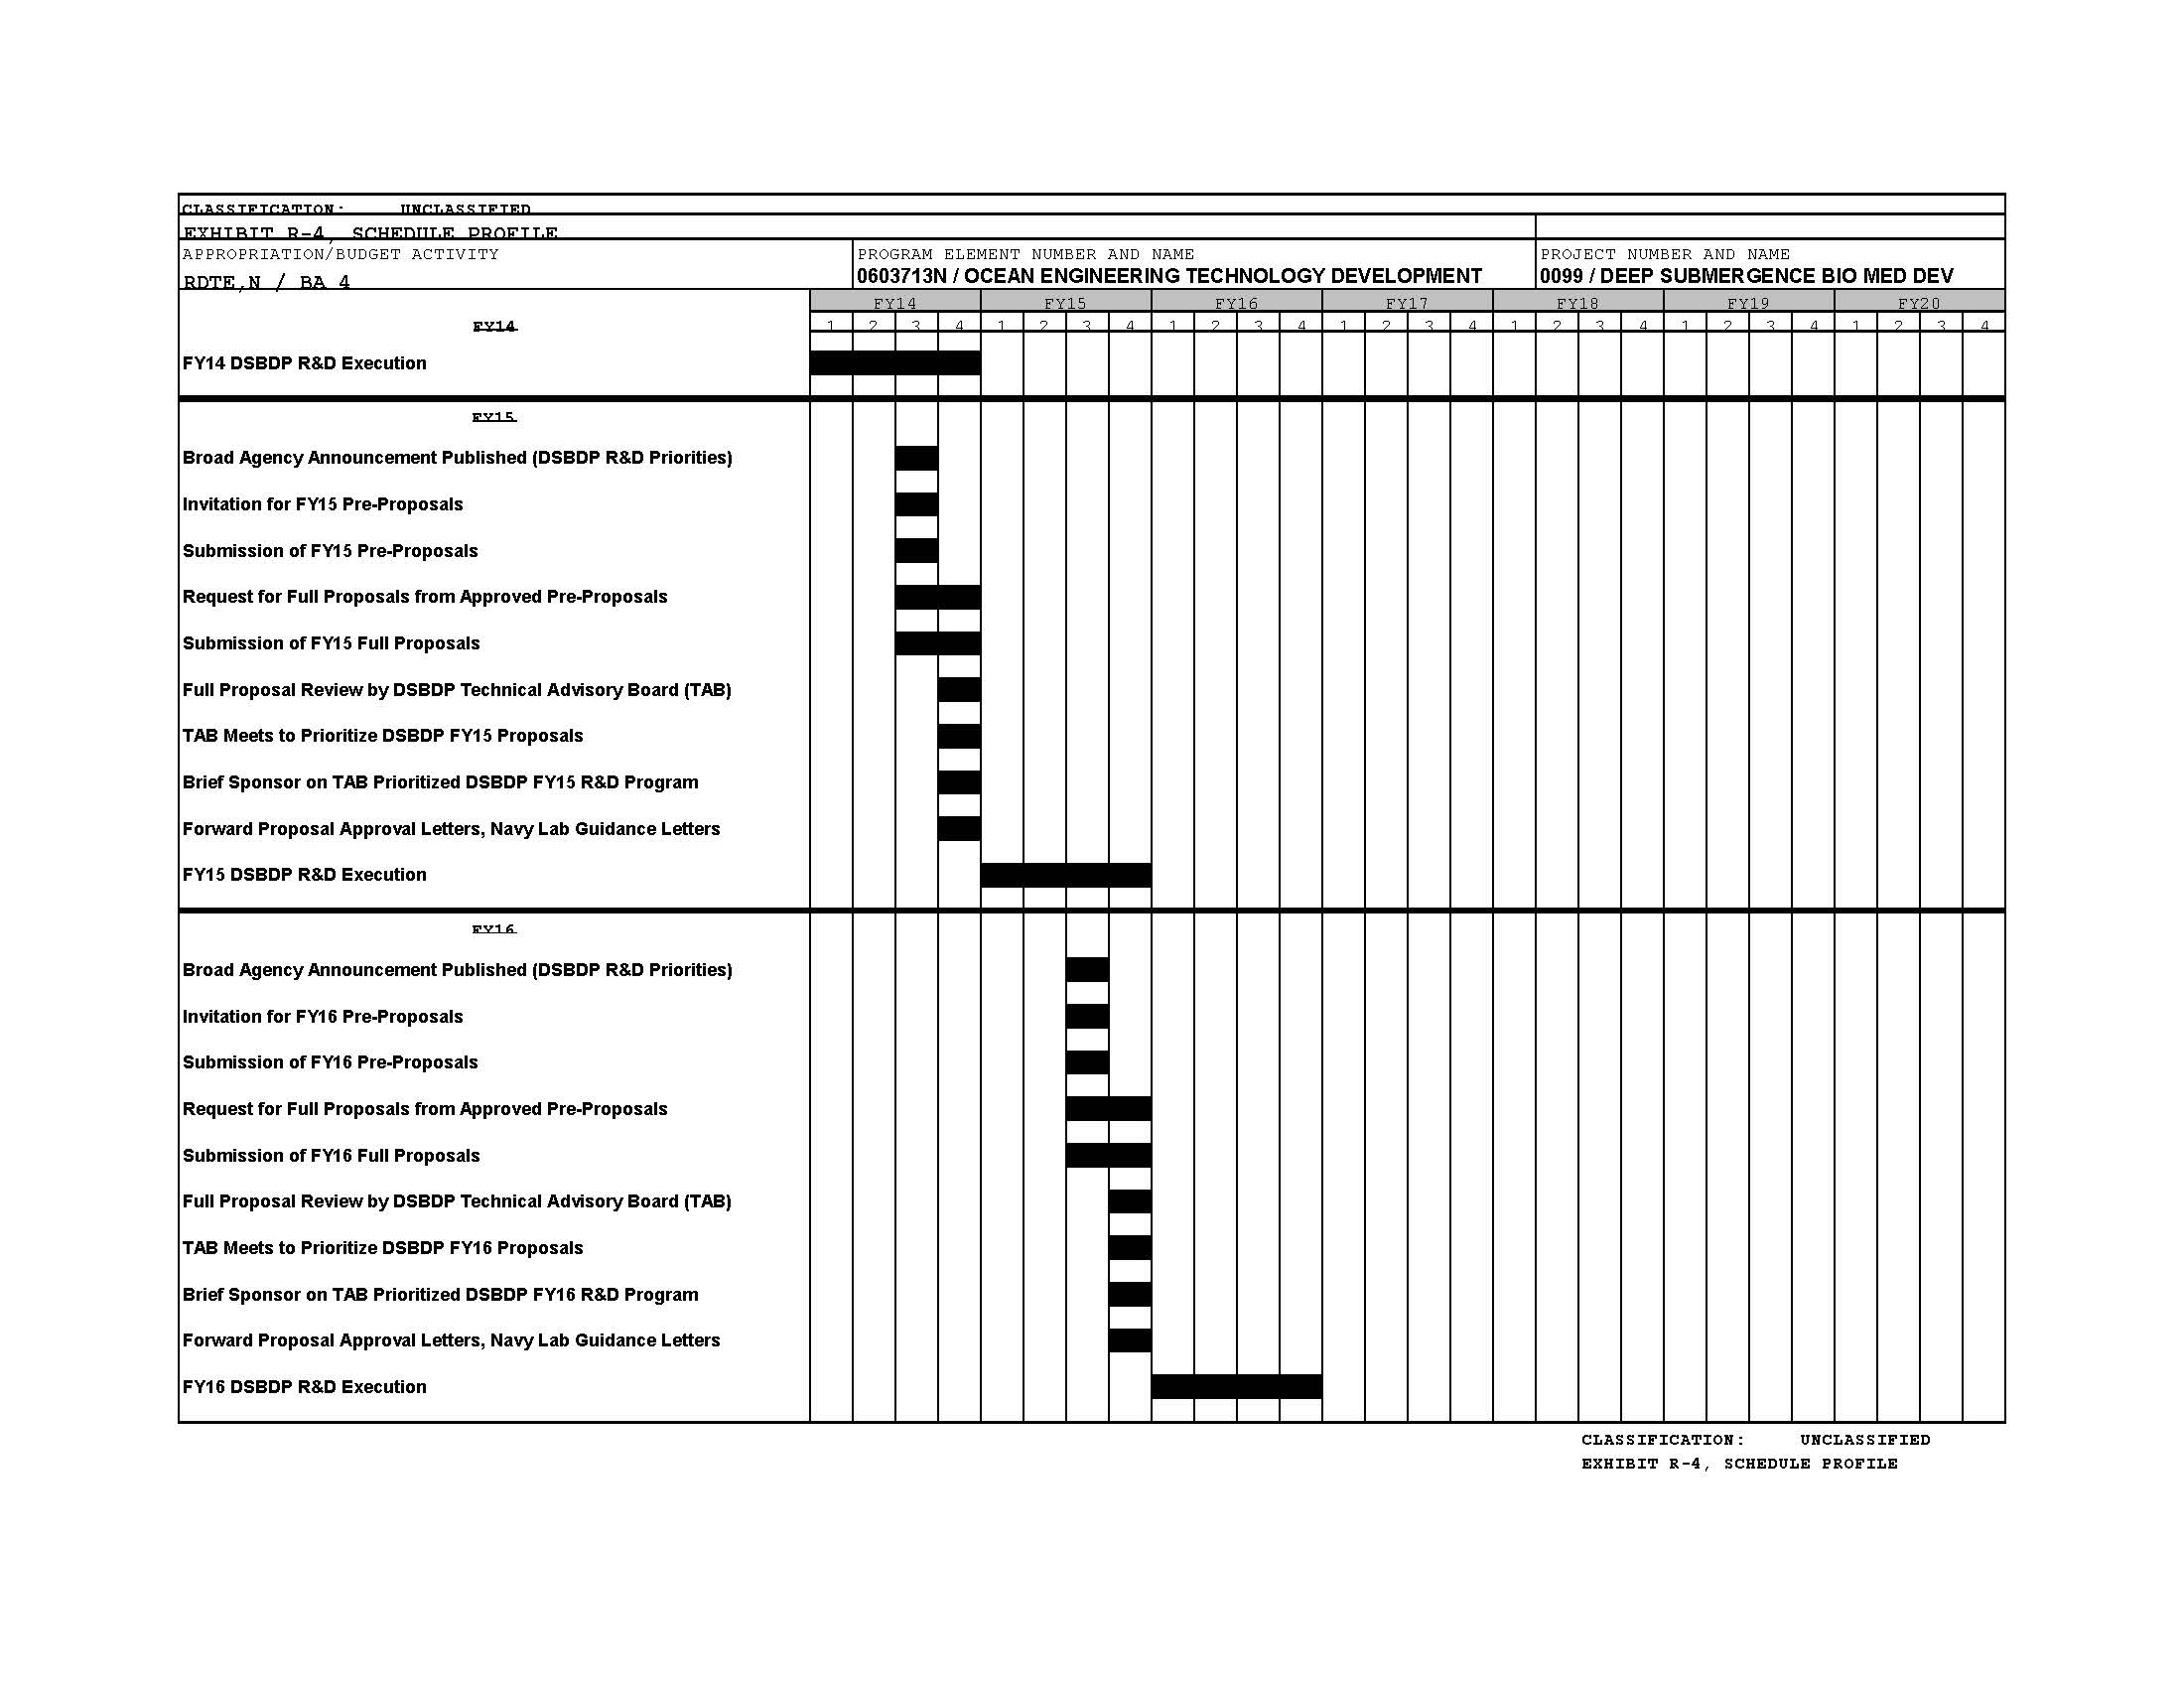 CLASSIFICATION: UNCLASSIFIED
EXHIBIT R-4, SCHEDULE PROFILE
APPROPRIATION/BUDGET ACTIVITY PROGRAM ELEMENT NUMBER AND NAME PROJECT NUMBER AND NAME
RDTE,N / BA 4 0603713N / OCEAN ENGINEERING TECHNOLOGY DEVELOPMENT 0099 / DEEP SUBMERGENCE BIO MED DEV
FY14 FY15 FY16 FY17 FY18 FY19 FY20
FY14 1 2 3 4 1 2 3 4 1 2 3 4 1 2 3 4 1 2 3 4 1 2 3 4 1 2 3 4
FY14 DSBDP R&D Execution
FY15
Broad Agency Announcement Published (DSBDP R&D Priorities)
Invitation for FY15 Pre-Proposals
Submission of FY15 Pre-Proposals
Request for Full Proposals from Approved Pre-Proposals
Submission of FY15 Full Proposals
Full Proposal Review by DSBDP Technical Advisory Board (TAB)
TAB Meets to Prioritize DSBDP FY15 Proposals
Brief Sponsor on TAB Prioritized DSBDP FY15 R&D Program
Forward Proposal Approval Letters, Navy Lab Guidance Letters
FY15 DSBDP R&D Execution
FY16
Broad Agency Announcement Published (DSBDP R&D Priorities)
Invitation for FY16 Pre-Proposals
Submission of FY16 Pre-Proposals
Request for Full Proposals from Approved Pre-Proposals
Submission of FY16 Full Proposals
Full Proposal Review by DSBDP Technical Advisory Board (TAB)
TAB Meets to Prioritize DSBDP FY16 Proposals
Brief Sponsor on TAB Prioritized DSBDP FY16 R&D Program
Forward Proposal Approval Letters, Navy Lab Guidance Letters
FY16 DSBDP R&D Execution
CLASSIFICATION: UNCLASSIFIED
EXHIBIT R-4, SCHEDULE PROFILE